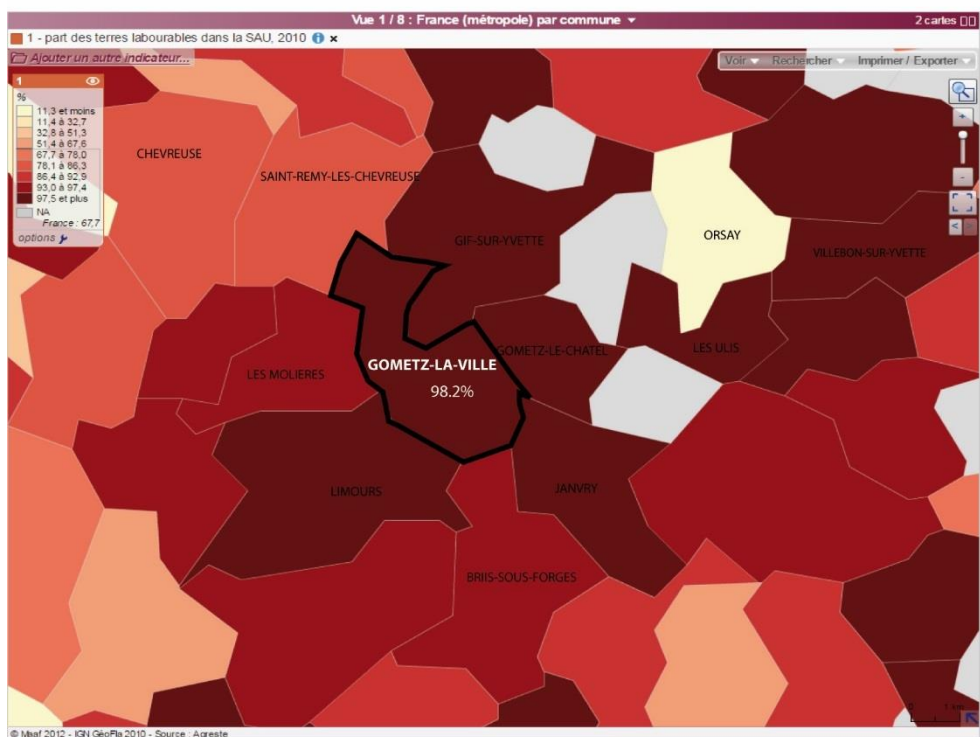 Vue 1 / 8 : France (métropole) par commune
2 cartes
1 - part des terres labourables dans la SAU, 2010
Ajouter un autre indicateur...
Voir Rechercher Imprimer / Exporter
1
%
11,3 et moins
11,4 à 32,7
32,8 à 51,3
51,4 à 67,6
67,7 à 78,0
78,1 à 86,3
86,4 à 92,9
93,0 à 97,4
97,5 et plus
NA
France : 67,7
options
CHEVREUSE
SAINT-REMY-LES-CHEVREUSE
GIF-SUR-YVETTE
ORSAY
VILLEBON-SUR-YVETTE
GOMETZ-LE-CHATEL
LES ULIS
GOMETZ-LA-VILLE
98.2%
LES MOLIERES
LIMOURS
JANVRY
BRIIS-SOUS-FORGES
0 1 km
© Maaf 2012 - IGN GéoFla 2010 - Source : Agreste